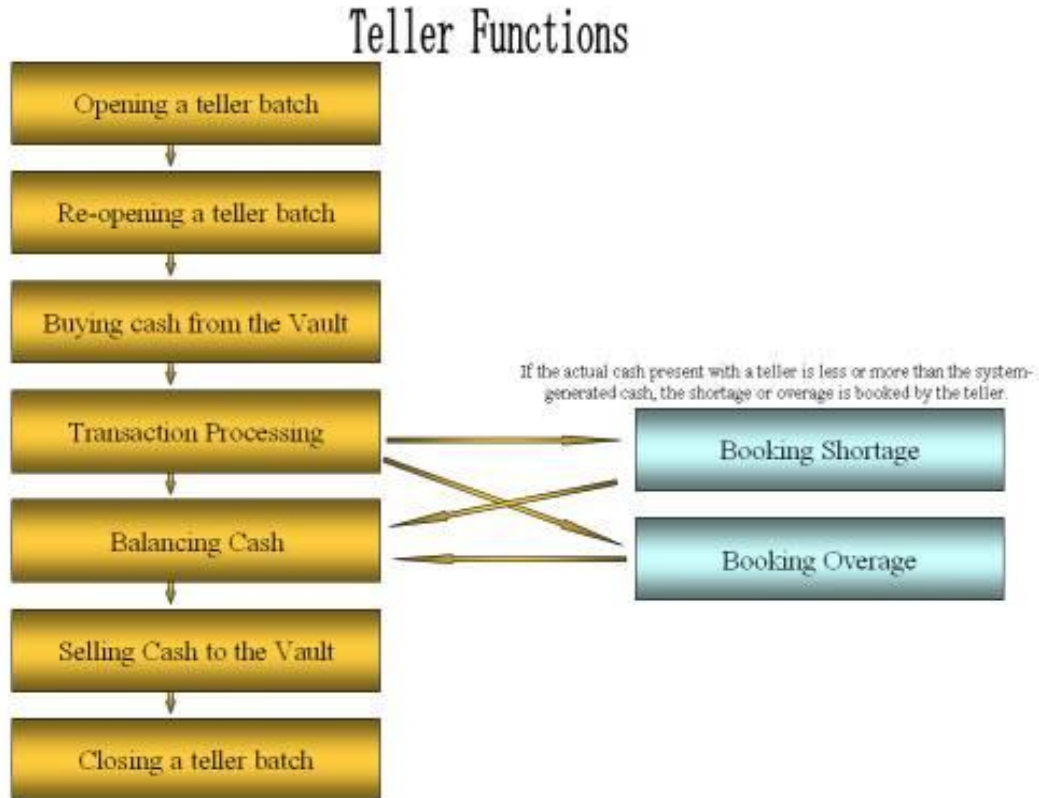 Teller Functions
Opening a teller batch
Re-opening a teller batch
Buying cash from the Vault
Transaction Processing
Balancing Cash
Selling Cash to the Vault
Closing a teller batch
If the actual cash present with a teller is less or more than the system-
generated cash, the shortage or overage is booked by the teller.
Booking Shortage
Booking Overage